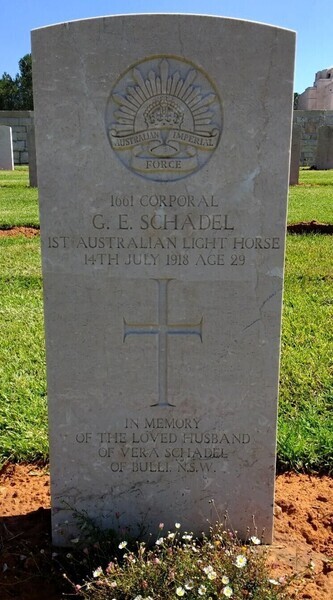 AUSTRALIAN IMPERIAL
FORCE
1661 CORPORAL
G. E. SCHADEL
1ST AUSTRALIAN LIGHT HORSE
14TH JULY 1918 AGE 29
IN MEMORY
OF THE LOVED HUSBAND
OF VERA SCHADEL
OF BULLI, N.S.W.